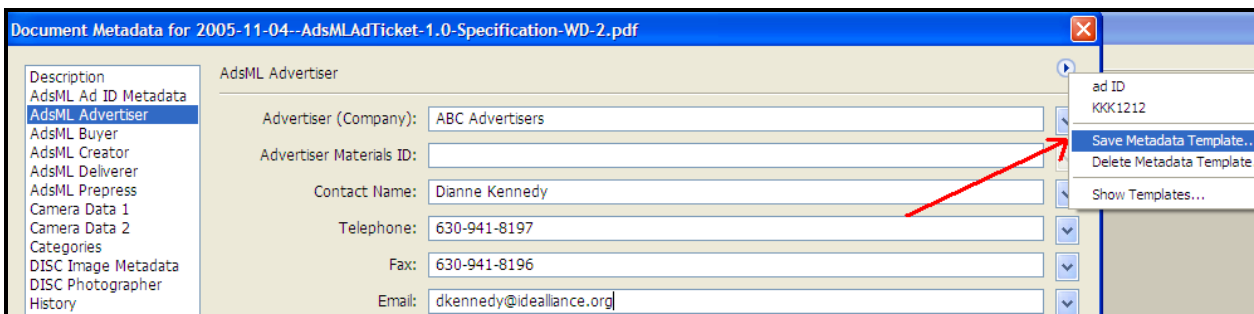 Document Metadata for 2005-11-04--AdsMLAdTicket-1.0-Specification-WD-2.pdf
Description
AdsML Ad ID Metadata
AdsML Advertiser
AdsML Buyer
AdsML Creator
AdsML Deliverer
AdsML Prepress
Camera Data 1
Camera Data 2
Categories
DISC Image Metadata
DISC Photographer
History
AdsML Advertiser
Advertiser (Company): ABC Advertisers
Advertiser Materials ID:
Contact Name: Dianne Kennedy
Telephone: 630-941-8197
Fax: 630-941-8196
Email: dkennedy@idealliance.org
ad ID
KKK1212
Save Metadata Template..
Delete Metadata Template
Show Templates...